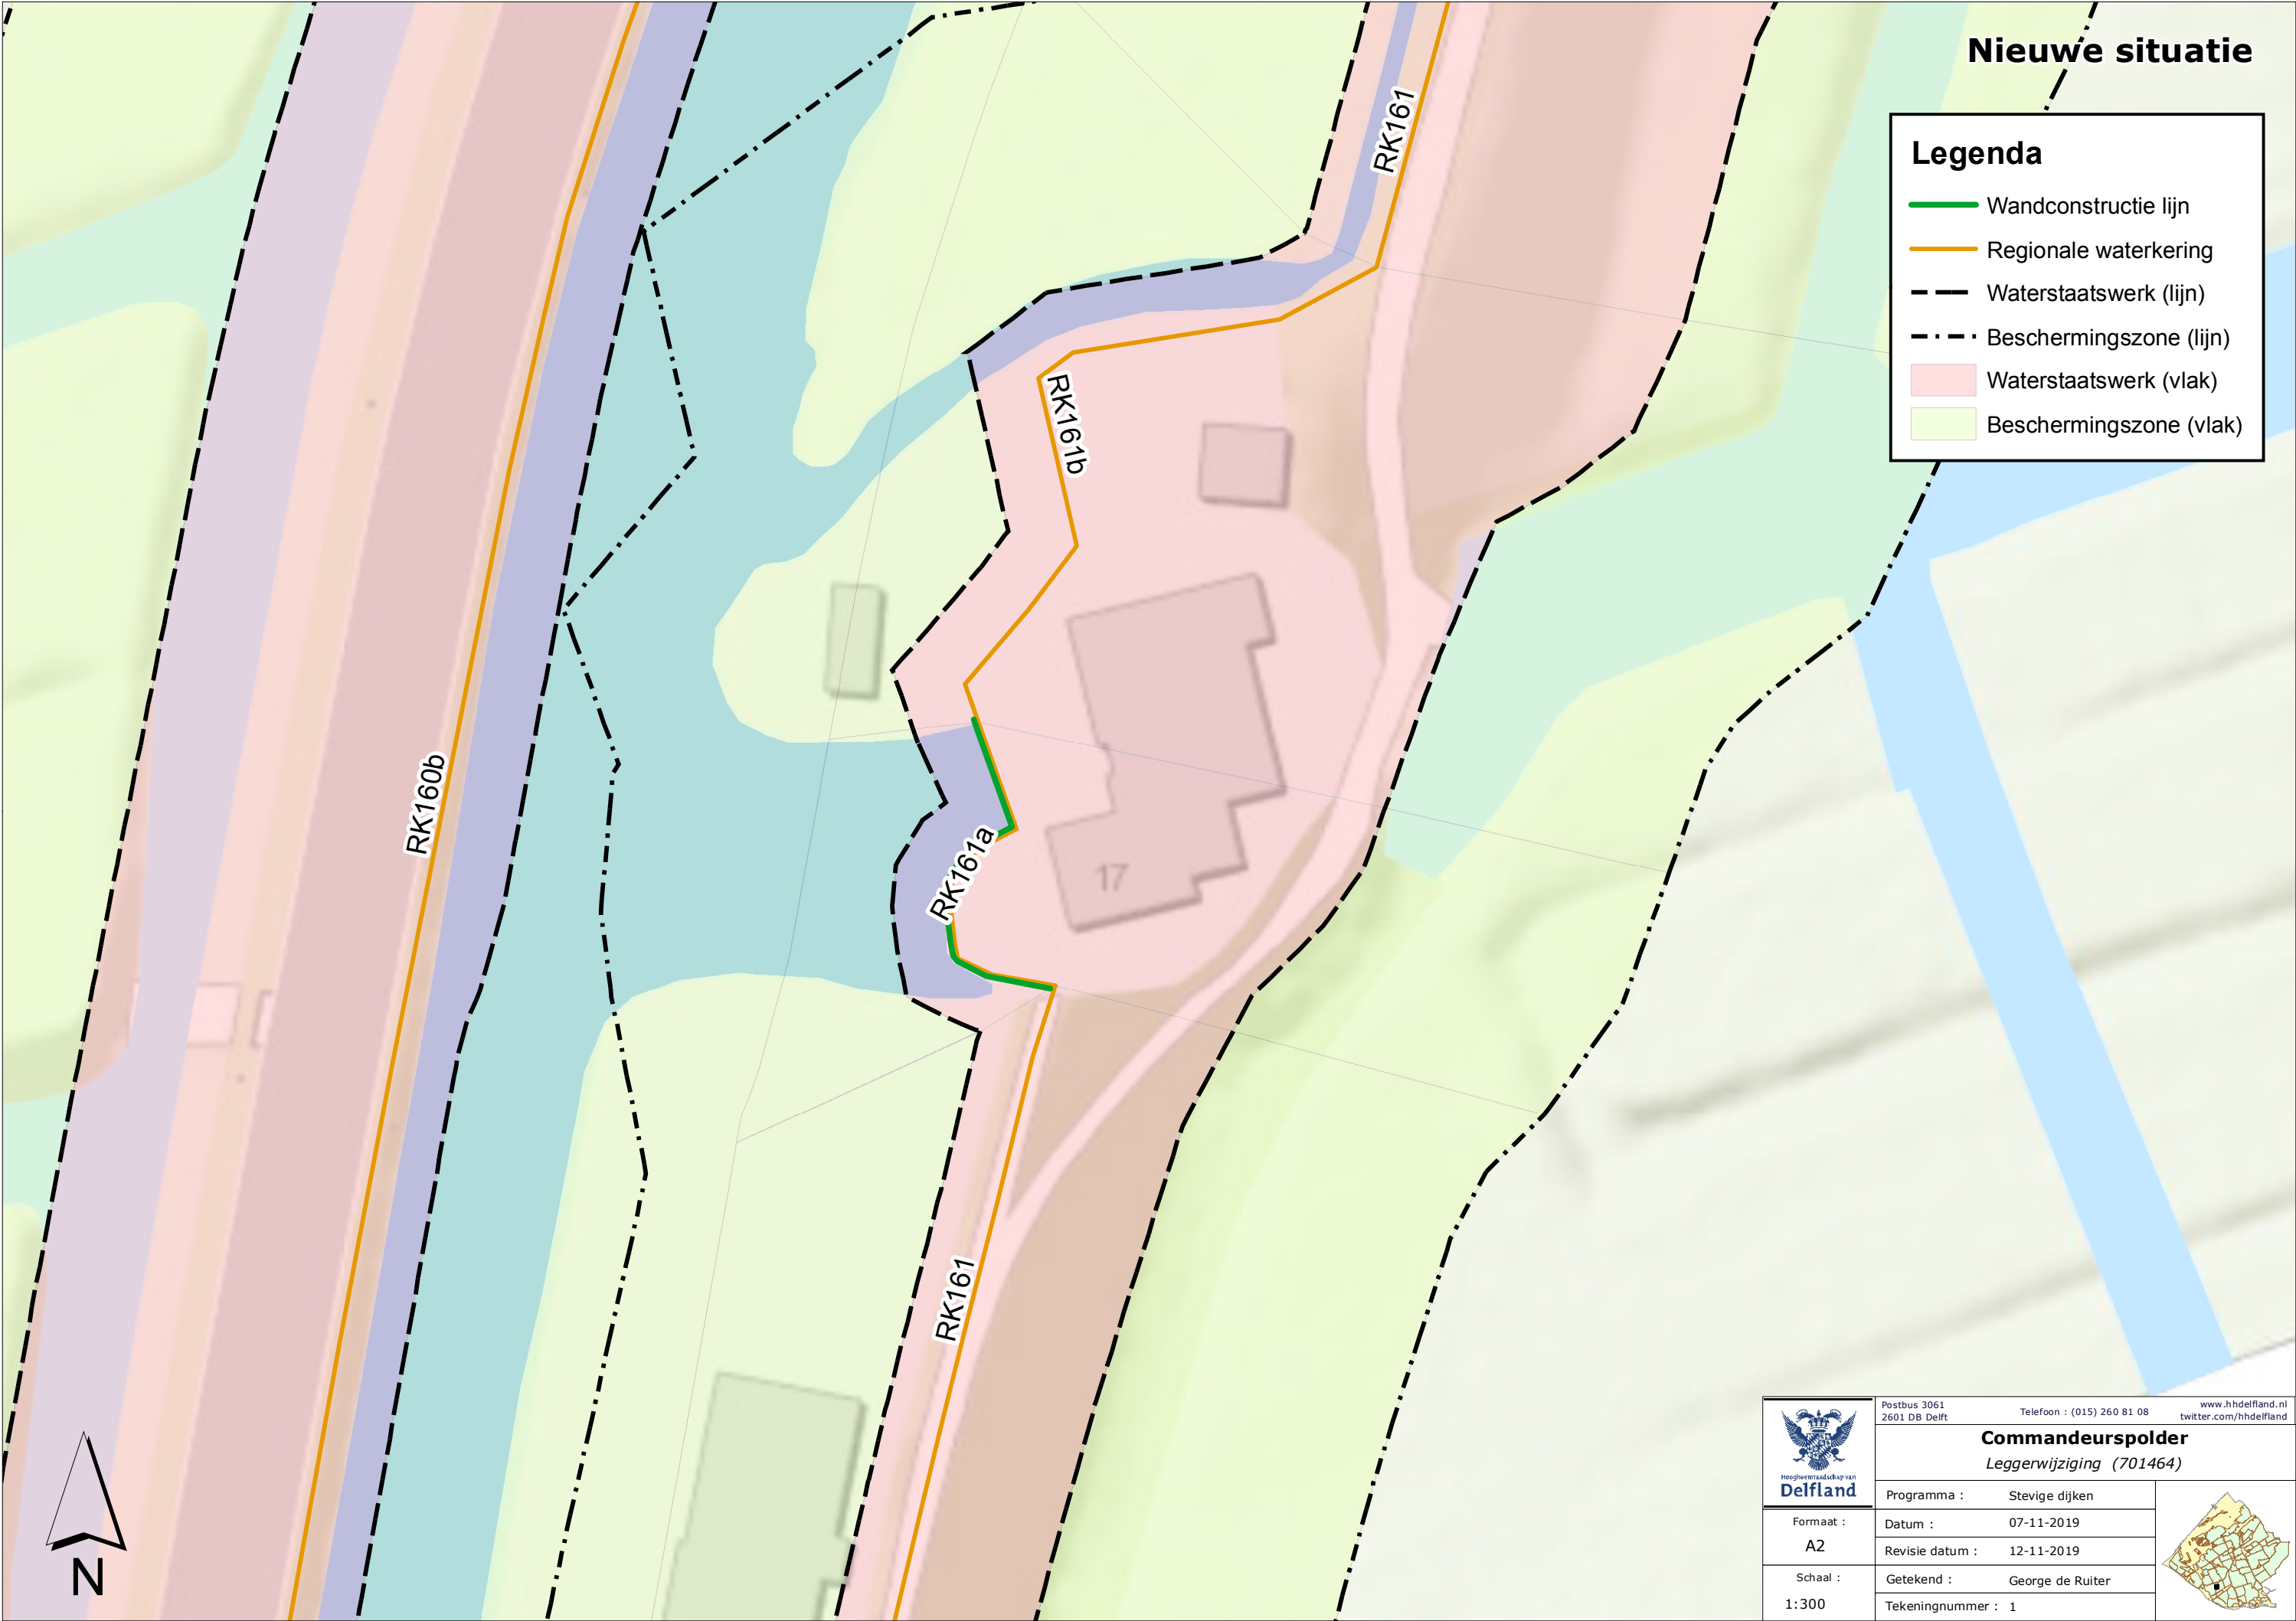 Nieuwe situatie
Legenda
Wandconstructie lijn
Regionale waterkering
Waterstaatswerk (lijn)
Beschermingszone (lijn)
Waterstaatswerk (vlak)
Beschermingszone (vlak)
RK161
RK161b
RK160b
RK161a
17
RK161
N
Postbus 3061
2601 DB Delft
Telefoon : (015) 260 81 08
www.hhdelfland.nl
twitter.com/hhdelfland
Commandeurspolder
Leggerwijziging (701464)
Hoogheemraadschap van
Delfland
Programma : Stevige dijken
Formaat :
A2
Datum : 07-11-2019
Revisie datum : 12-11-2019
Schaal :
1:300
Getekend : George de Ruiter
Tekeningnummer : 1